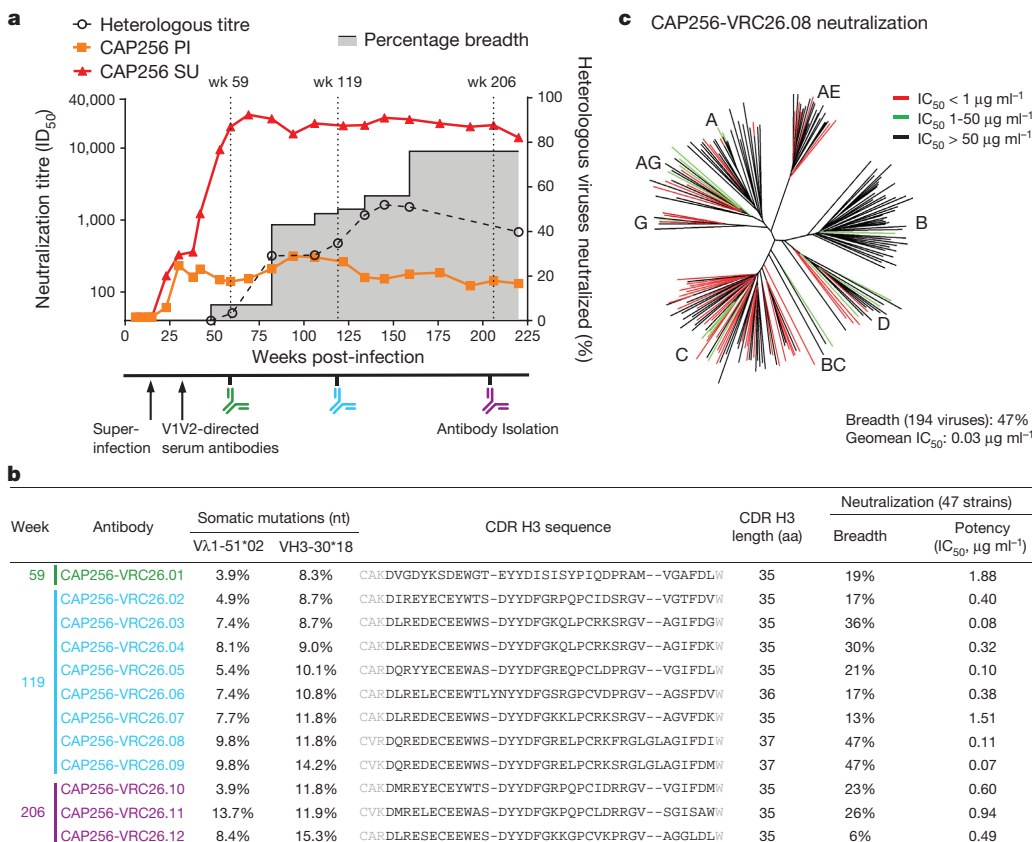 a
Heterologous titre
CAP256 PI
CAP256 SU
Percentage breadth
wk 59
wk 119
wk 206
Neutralization titre (ID50)
40,000
10,000
1,000
100
Heterologous viruses neutralized (%)
100
80
60
40
20
0
0 25 50 75 100 125 150 175 200 225
Weeks post-infection
Super-infection
V1V2-directed serum antibodies
Antibody Isolation
c CAP256-VRC26.08 neutralization
IC50 < 1 μg ml−1
IC50 1-50 μg ml−1
IC50 > 50 μg ml−1
AE
A
AG
G
B
C
BC
D
Breadth (194 viruses): 47%
Geomean IC50: 0.03 μg ml−1
b
Week Antibody Somatic mutations (nt) CDR H3 sequence CDR H3 length (aa) Neutralization (47 strains)
Vλ1-51*02 VH3-30*18 Breadth Potency (IC50, μg ml−1)
59 CAP256-VRC26.01 3.9% 8.3% CAKDVGDYKSDEWGT-EYYDISISYPIQDPRAM--VGAFDLW 35 19% 1.88
119
CAP256-VRC26.02 4.9% 8.7% CAKDIREYECEYWTS-DYYDFGRPQPCIDSRGV--VGTFDVW 35 17% 0.40
CAP256-VRC26.03 7.4% 8.7% CAKDLREDECEEWWS-DYYDFGKQLPCRKSRGV--AGIFDGW 35 36% 0.08
CAP256-VRC26.04 8.1% 9.0% CAKDLREDECEEWWS-DYYDFGKQLPCRKSRGV--AGIFDKW 35 30% 0.32
CAP256-VRC26.05 5.4% 10.1% CARDQRYYECEEWAS-DYYDFGREQPCLDPRGV--VGIFDLW 35 21% 0.10
CAP256-VRC26.06 7.4% 10.8% CARDLRELECEEWTLYNYYDFGSRGPCVDPRGV--AGSFDVW 36 17% 0.38
CAP256-VRC26.07 7.7% 11.8% CAKDLREDECEEWWS-DYYDFGKKLPCRKSRGV--AGVFDKW 35 13% 1.51
CAP256-VRC26.08 9.8% 11.8% CVRDQREDECEEWWS-DYYDFGRELPCRKFRGLGLAGIFDIW 37 47% 0.11
CAP256-VRC26.09 9.8% 14.2% CVKDQREDECEEWWS-DYYDFGRELPCRKSRGLGLAGIFDMW 37 47% 0.07
206
CAP256-VRC26.10 3.9% 11.8% CAKDMREYECEYWTS-DYYDFGRPQPCIDRRGV--VGIFDMW 35 23% 0.60
CAP256-VRC26.11 13.7% 11.9% CVKDMRELECEEWAS-DYYDFGKPQPCLDRRGV--SGISAWW 35 26% 0.94
CAP256-VRC26.12 8.4% 15.3% CARDLRESECEEWAS-DYYDFGKKGPCVKPRGV--AGGLDLW 35 6% 0.49